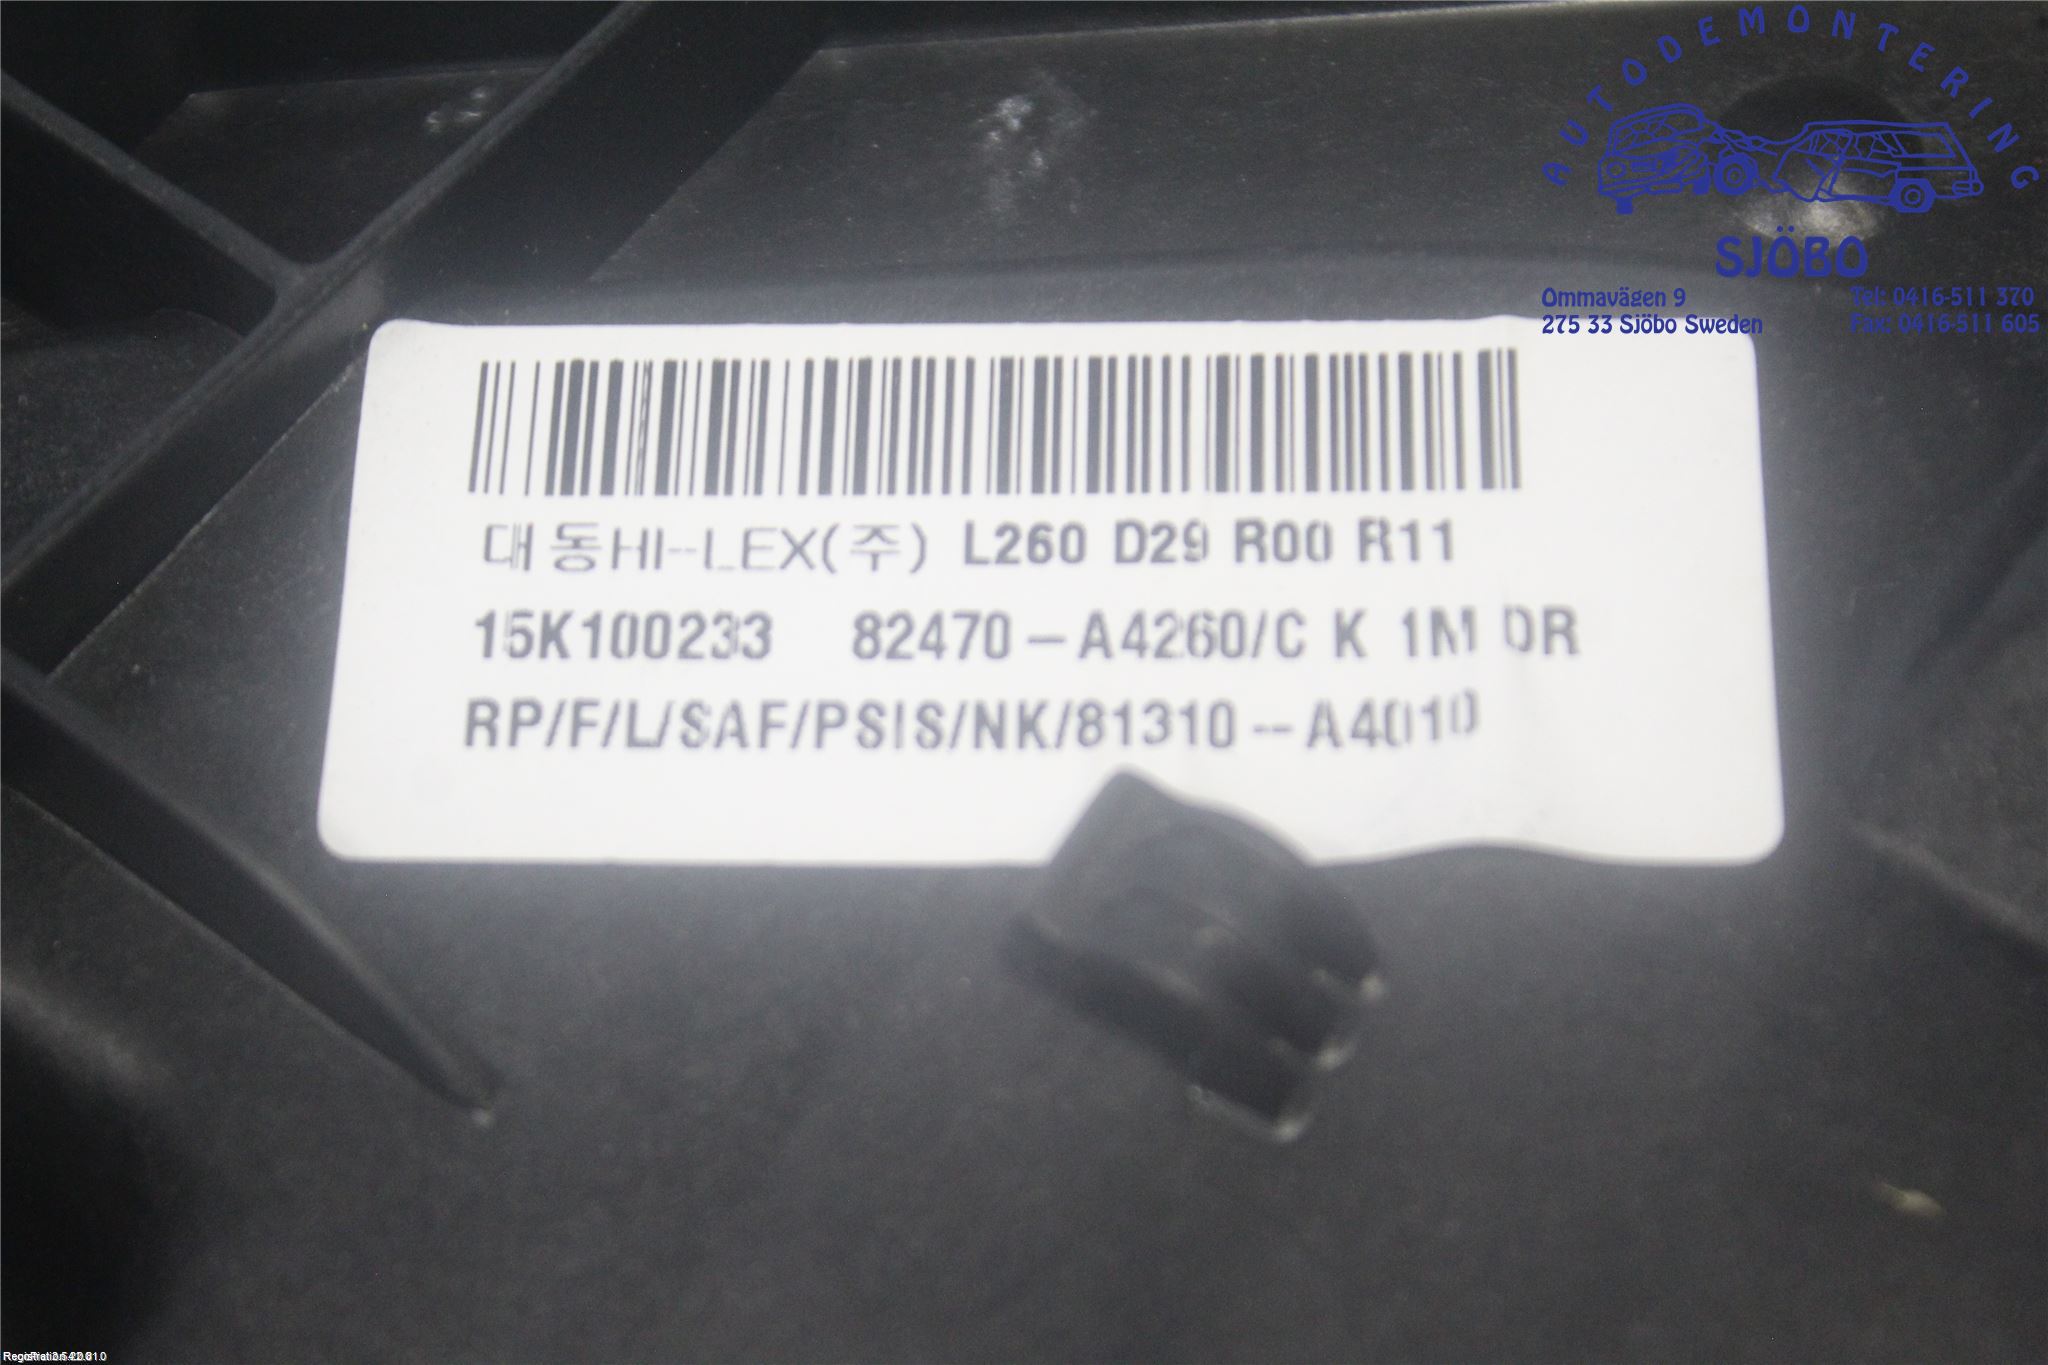 AUTODEMONTERING
SJÖBO
Ommavägen 9
275 33 Sjöbo Sweden
Tel: 0416-511 370
Fax: 0416-511 605
대동HI-LEX(주) L260 D29 R00 R11
15K100233 82470-A4260/C K 1M DR
RP/F/L/SAF/PSIS/NK/81310-A4010